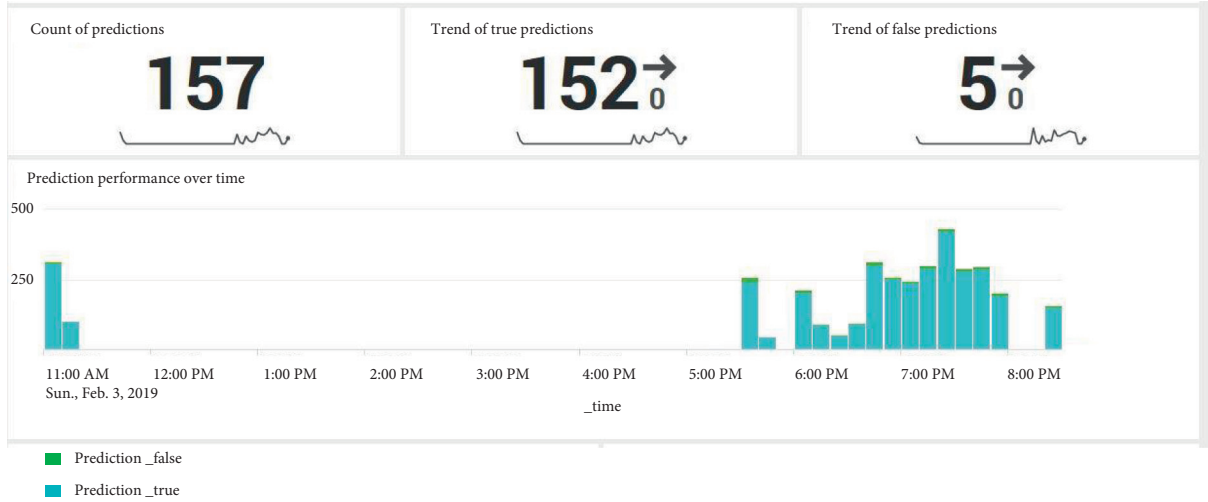 Count of predictions
157
Trend of true predictions
152
0
Trend of false predictions
5
0
Prediction performance over time
500
250
11:00 AM 12:00 PM 1:00 PM 2:00 PM 3:00 PM 4:00 PM 5:00 PM 6:00 PM 7:00 PM 8:00 PM
Sun., Feb. 3, 2019
_time
Prediction _false
Prediction _true